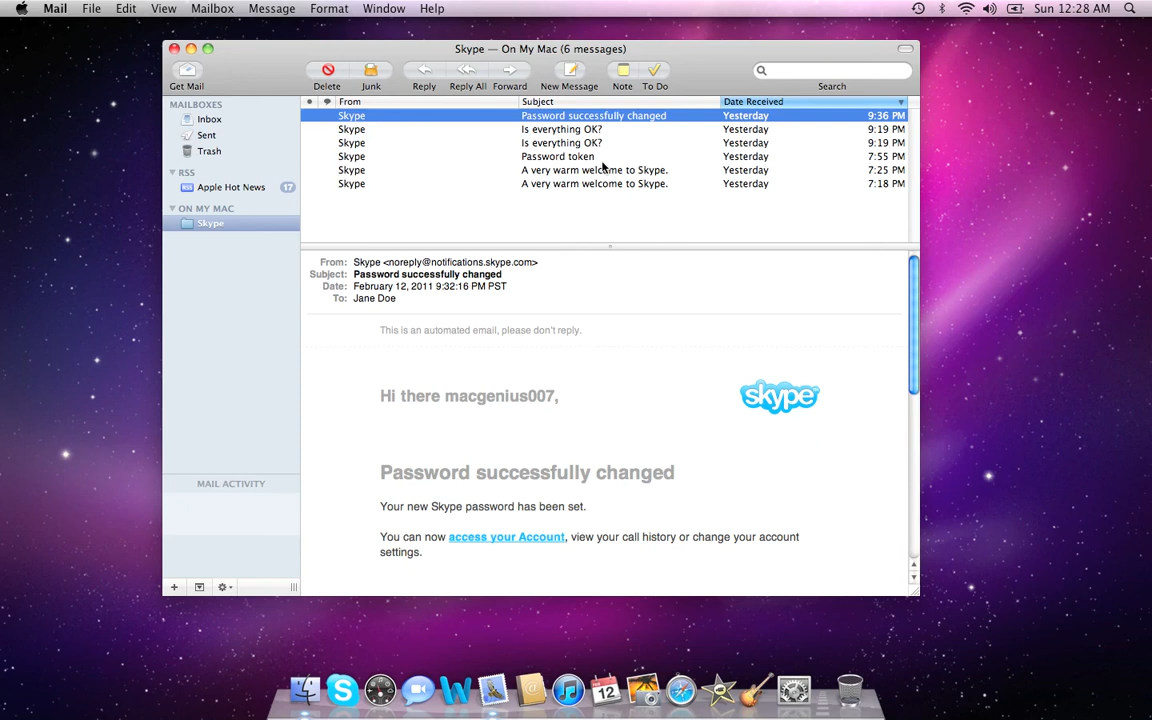 Mail File Edit View Mailbox Message Format Window Help Sun 12:28 AM
Skype — On My Mac (6 messages)
Get Mail Delete Junk Reply Reply All Forward New Message Note To Do Search
MAILBOXES
Inbox
Sent
Trash
RSS
RSS Apple Hot News 17
ON MY MAC
Skype
MAIL ACTIVITY
From Subject Date Received
Skype Password successfully changed Yesterday 9:36 PM
Skype Is everything OK? Yesterday 9:19 PM
Skype Is everything OK? Yesterday 9:19 PM
Skype Password token Yesterday 7:55 PM
Skype A very warm welcome to Skype. Yesterday 7:25 PM
Skype A very warm welcome to Skype. Yesterday 7:18 PM
From: Skype <noreply@notifications.skype.com>
Subject: Password successfully changed
Date: February 12, 2011 9:32:16 PM PST
To: Jane Doe
This is an automated email, please don't reply.
Hi there macgenius007,
skype
Password successfully changed
Your new Skype password has been set.
You can now access your Account, view your call history or change your account
settings.
12